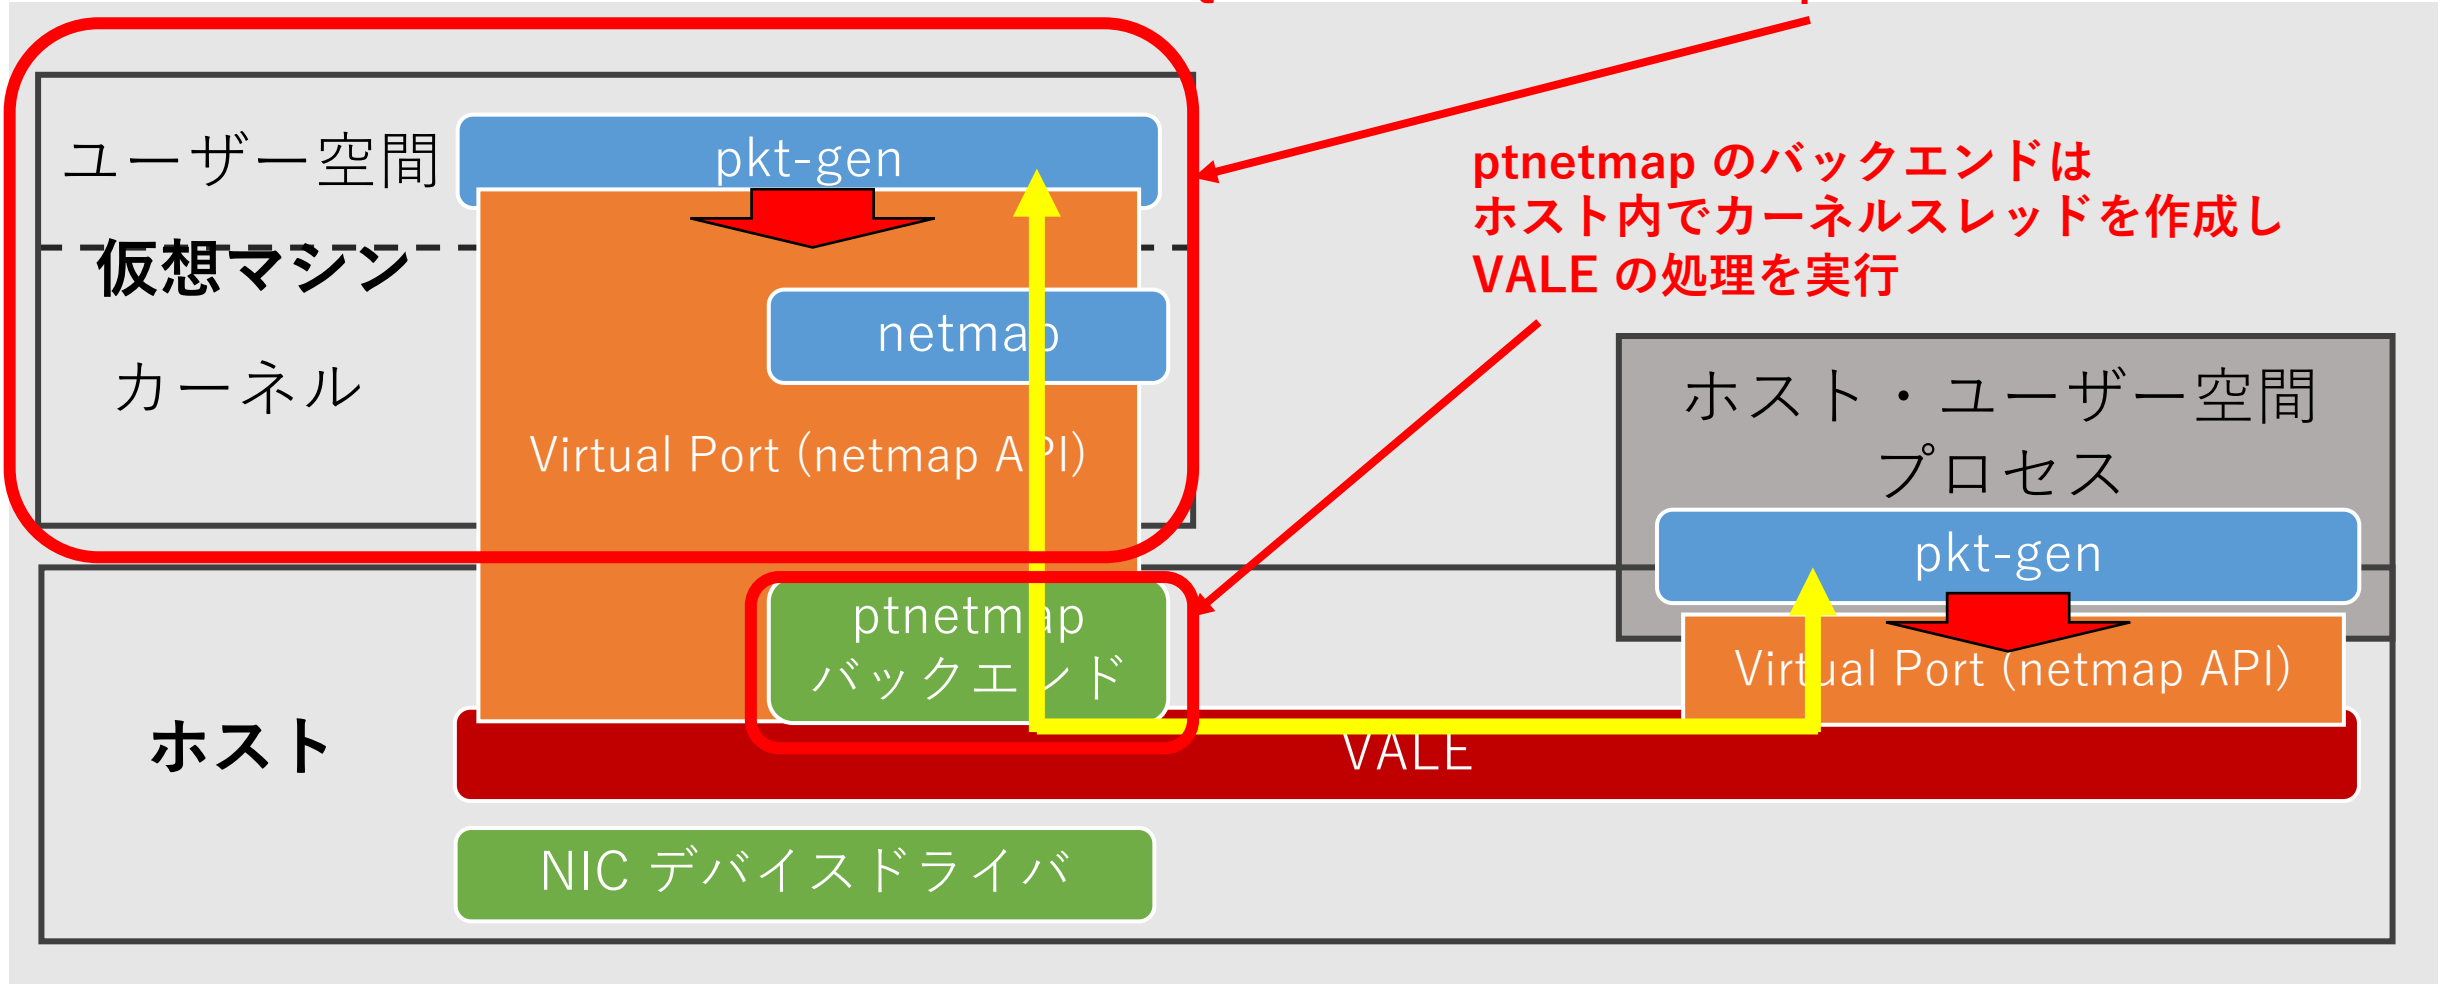 ユーザー空間
pkt-gen
ptnetmap のバックエンドは
ホスト内でカーネルスレッドを作成し
VALE の処理を実行
仮想マシン
netmap
カーネル
Virtual Port (netmap API)
ホスト・ユーザー空間
プロセス
pkt-gen
ptnetmap
バックエンド
Virtual Port (netmap API)
ホスト
VALE
NIC デバイスドライバ